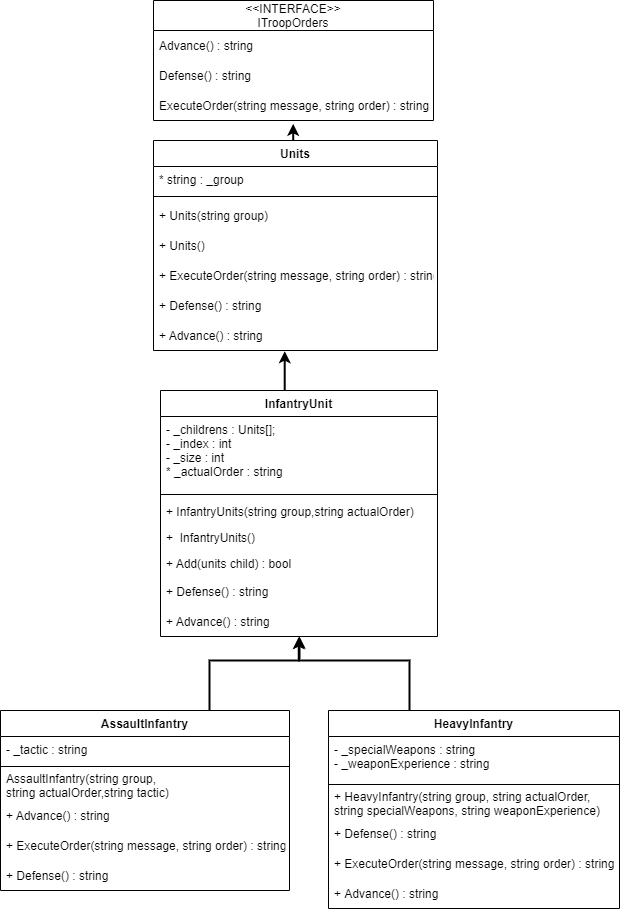 <<INTERFACE>>
ITroopOrders
Advance() : string
Defense() : string
ExecuteOrder(string message, string order) : string
Units
* string : _group
+ Units(string group)
+ Units()
+ ExecuteOrder(string message, string order) : strin
+ Defense() : string
+ Advance() : string
InfantryUnit
- _childrens : Units[];
- _index : int
- _size : int
* _actualOrder : string
+ InfantryUnits(string group,string actualOrder)
+  InfantryUnits()
+ Add(units child) : bool
+ Defense() : string
+ Advance() : string
AssaultInfantry
- _tactic : string
AssaultInfantry(string group,
string actualOrder,string tactic)
+ Advance() : string
+ ExecuteOrder(string message, string order) : string
+ Defense() : string
HeavyInfantry
- _specialWeapons : string
- _weaponExperience : string
+ HeavyInfantry(string group, string actualOrder,
string specialWeapons, string weaponExperience)
+ Defense() : string
+ ExecuteOrder(string message, string order) : string
+ Advance() : string